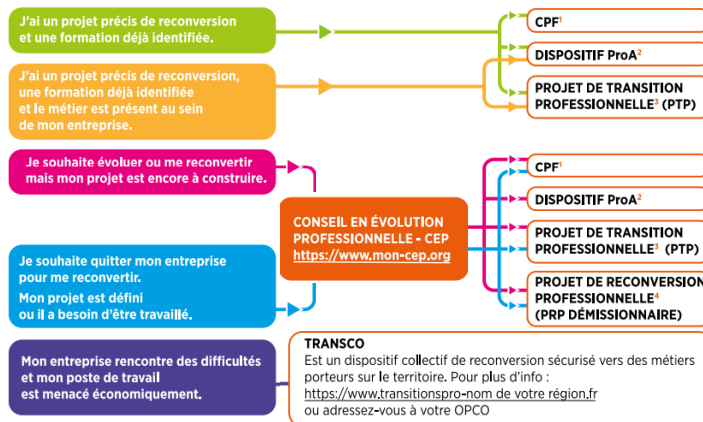 J'ai un projet précis de reconversion
et une formation déjà identifiée.
J'ai un projet précis de reconversion,
une formation déjà identifiée
et le métier est présent au sein
de mon entreprise.
CPF¹
DISPOSITIF ProA²
PROJET DE TRANSITION
PROFESSIONNELLE³ (PTP)
Je souhaite évoluer ou me reconvertir
mais mon projet est encore à construire.
Je souhaite quitter mon entreprise
pour me reconvertir.
Mon projet est défini
ou il a besoin d'être travaillé.
CONSEIL EN ÉVOLUTION
PROFESSIONNELLE - CEP
https://www.mon-cep.org
CPF¹
DISPOSITIF ProA²
PROJET DE TRANSITION
PROFESSIONNELLE³ (PTP)
PROJET DE RECONVERSION
PROFESSIONNELLE⁴
(PRP DÉMISSIONNAIRE)
Mon entreprise rencontre des difficultés
et mon poste de travail
est menacé économiquement.
TRANSCO
Est un dispositif collectif de reconversion sécurisé vers des métiers
porteurs sur le territoire. Pour plus d'info :
https://www.transitionspro-nom de votre région.fr
ou adressez-vous à votre OPCO